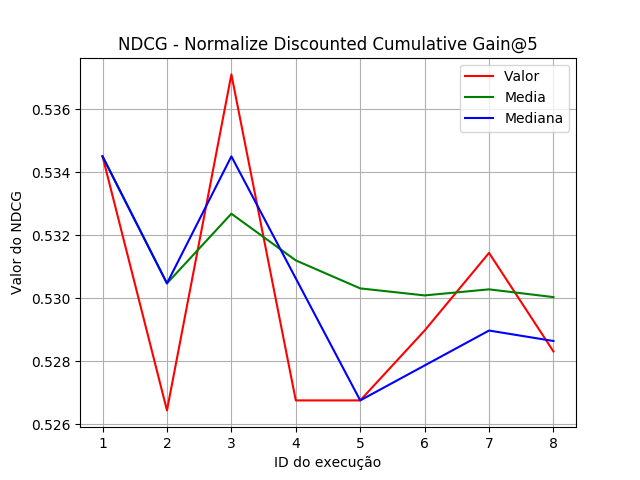 NDCG - Normalize Discounted Cumulative Gain@5
Valor
Media
Mediana
0.536
0.534
0.532
0.530
0.528
0.526
Valor do NDCG
1 2 3 4 5 6 7 8
ID do execução